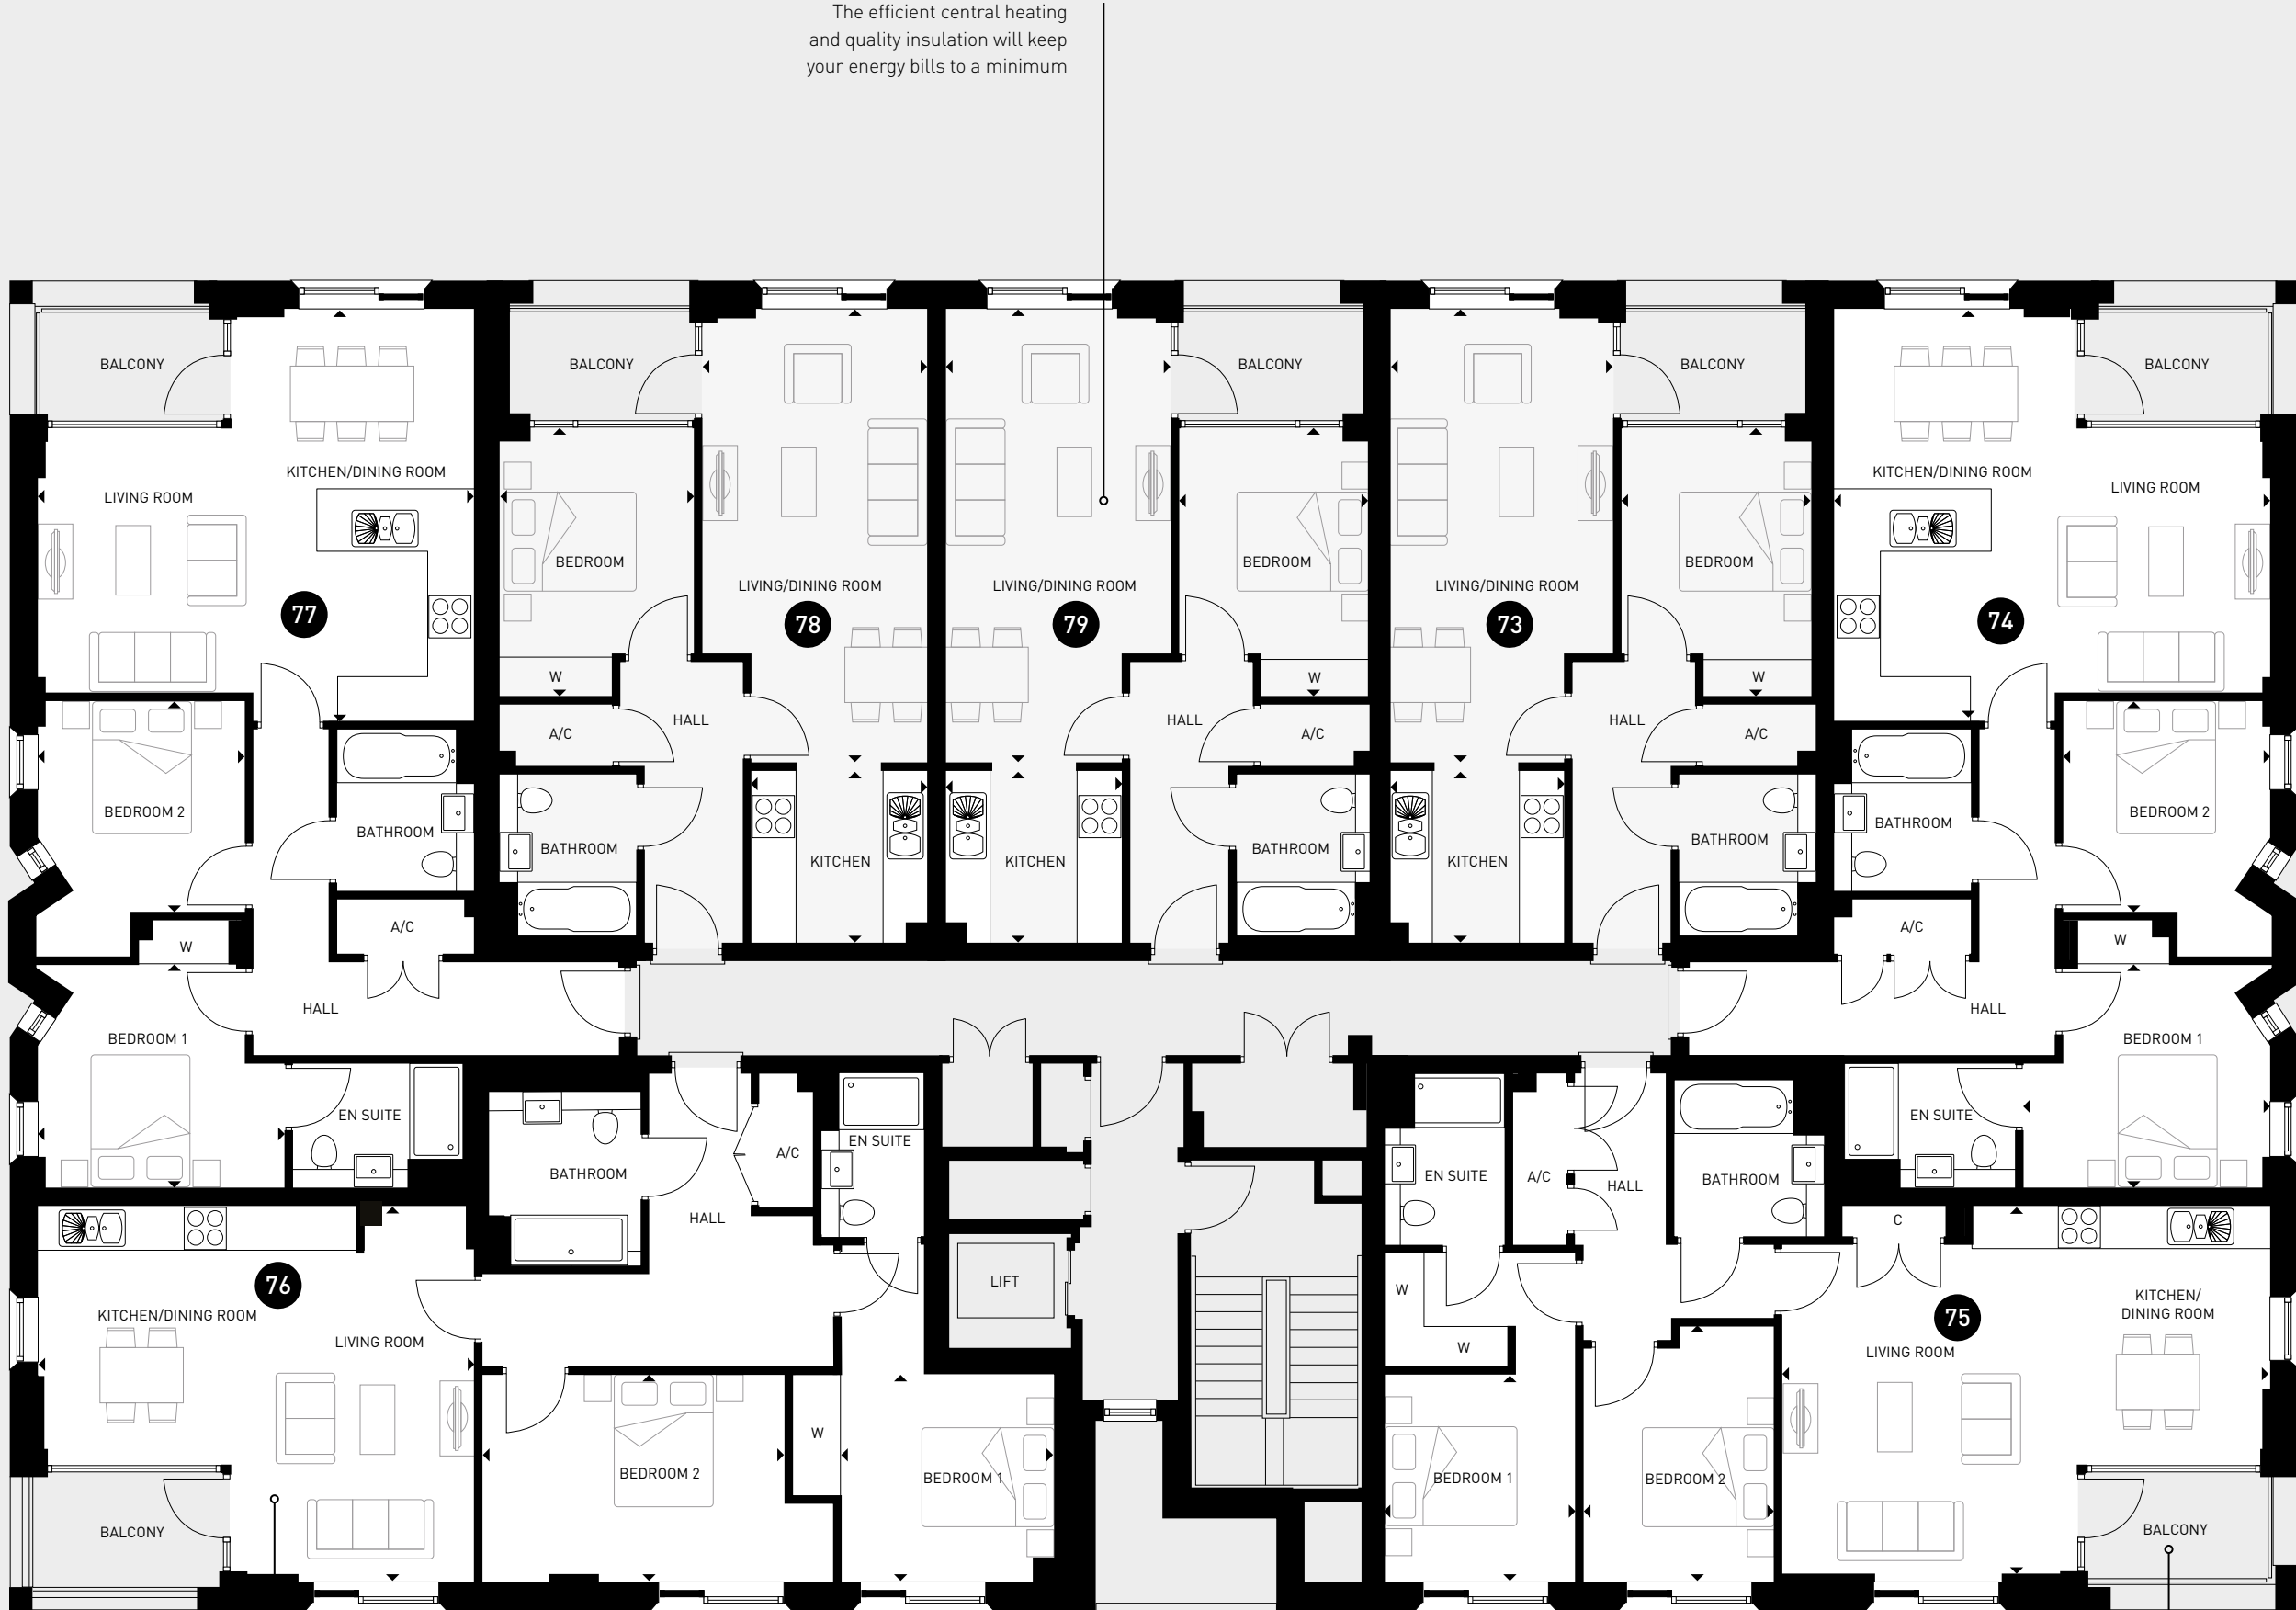 The efficient central heating
and quality insulation will keep
your energy bills to a minimum
BALCONY
KITCHEN/DINING ROOM
LIVING ROOM
77
BEDROOM 2
BATHROOM
A/C
W
HALL
BEDROOM 1
EN SUITE
BALCONY
BEDROOM
LIVING/DINING ROOM
78
W
HALL
A/C
BATHROOM
KITCHEN
BALCONY
BEDROOM
LIVING/DINING ROOM
79
W
HALL
A/C
BATHROOM
KITCHEN
BALCONY
BEDROOM
LIVING/DINING ROOM
73
W
HALL
A/C
BATHROOM
KITCHEN
BALCONY
KITCHEN/DINING ROOM
LIVING ROOM
74
BEDROOM 2
BATHROOM
A/C
W
HALL
BEDROOM 1
EN SUITE
76
KITCHEN/DINING ROOM
LIVING ROOM
BALCONY
BATHROOM
A/C
EN SUITE
HALL
BEDROOM 2
W
BEDROOM 1
LIFT
EN SUITE
A/C
HALL
BATHROOM
C
W
W
BEDROOM 1
BEDROOM 2
75
KITCHEN/
DINING ROOM
LIVING ROOM
BALCONY